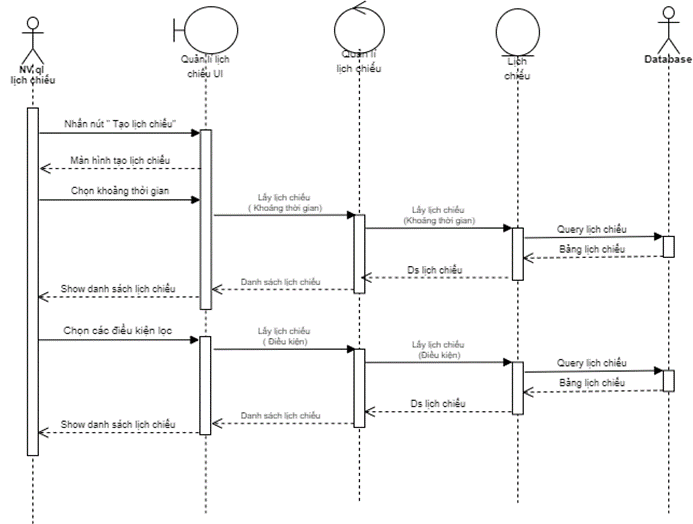 NV ql
lịch chiếu
Quản lí lịch
chiếu UI
Quản lí
lịch chiếu
Lịch
chiếu
Database
Nhấn nút " Tạo lịch chiếu"
Màn hình tạo lịch chiếu
Chọn khoảng thời gian
Lấy lịch chiếu
( Khoảng thời gian)
Lấy lịch chiếu
(Khoảng thời gian)
Query lịch chiếu
Bảng lịch chiếu
Ds lịch chiếu
Danh sách lịch chiếu
Show danh sách lịch chiếu
Chọn các điều kiện lọc
Lấy lịch chiếu
( Điều kiện)
Lấy lịch chiếu
(Điều kiện)
Query lịch chiếu
Bảng lịch chiếu
Ds lịch chiếu
Danh sách lịch chiếu
Show danh sách lịch chiếu